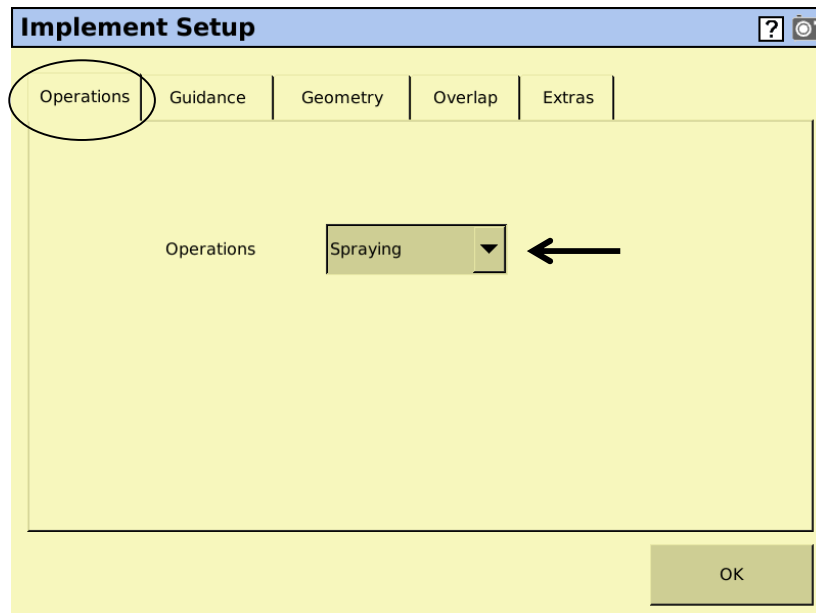 Implement Setup ?
Operations Guidance Geometry Overlap Extras
Operations Spraying
OK